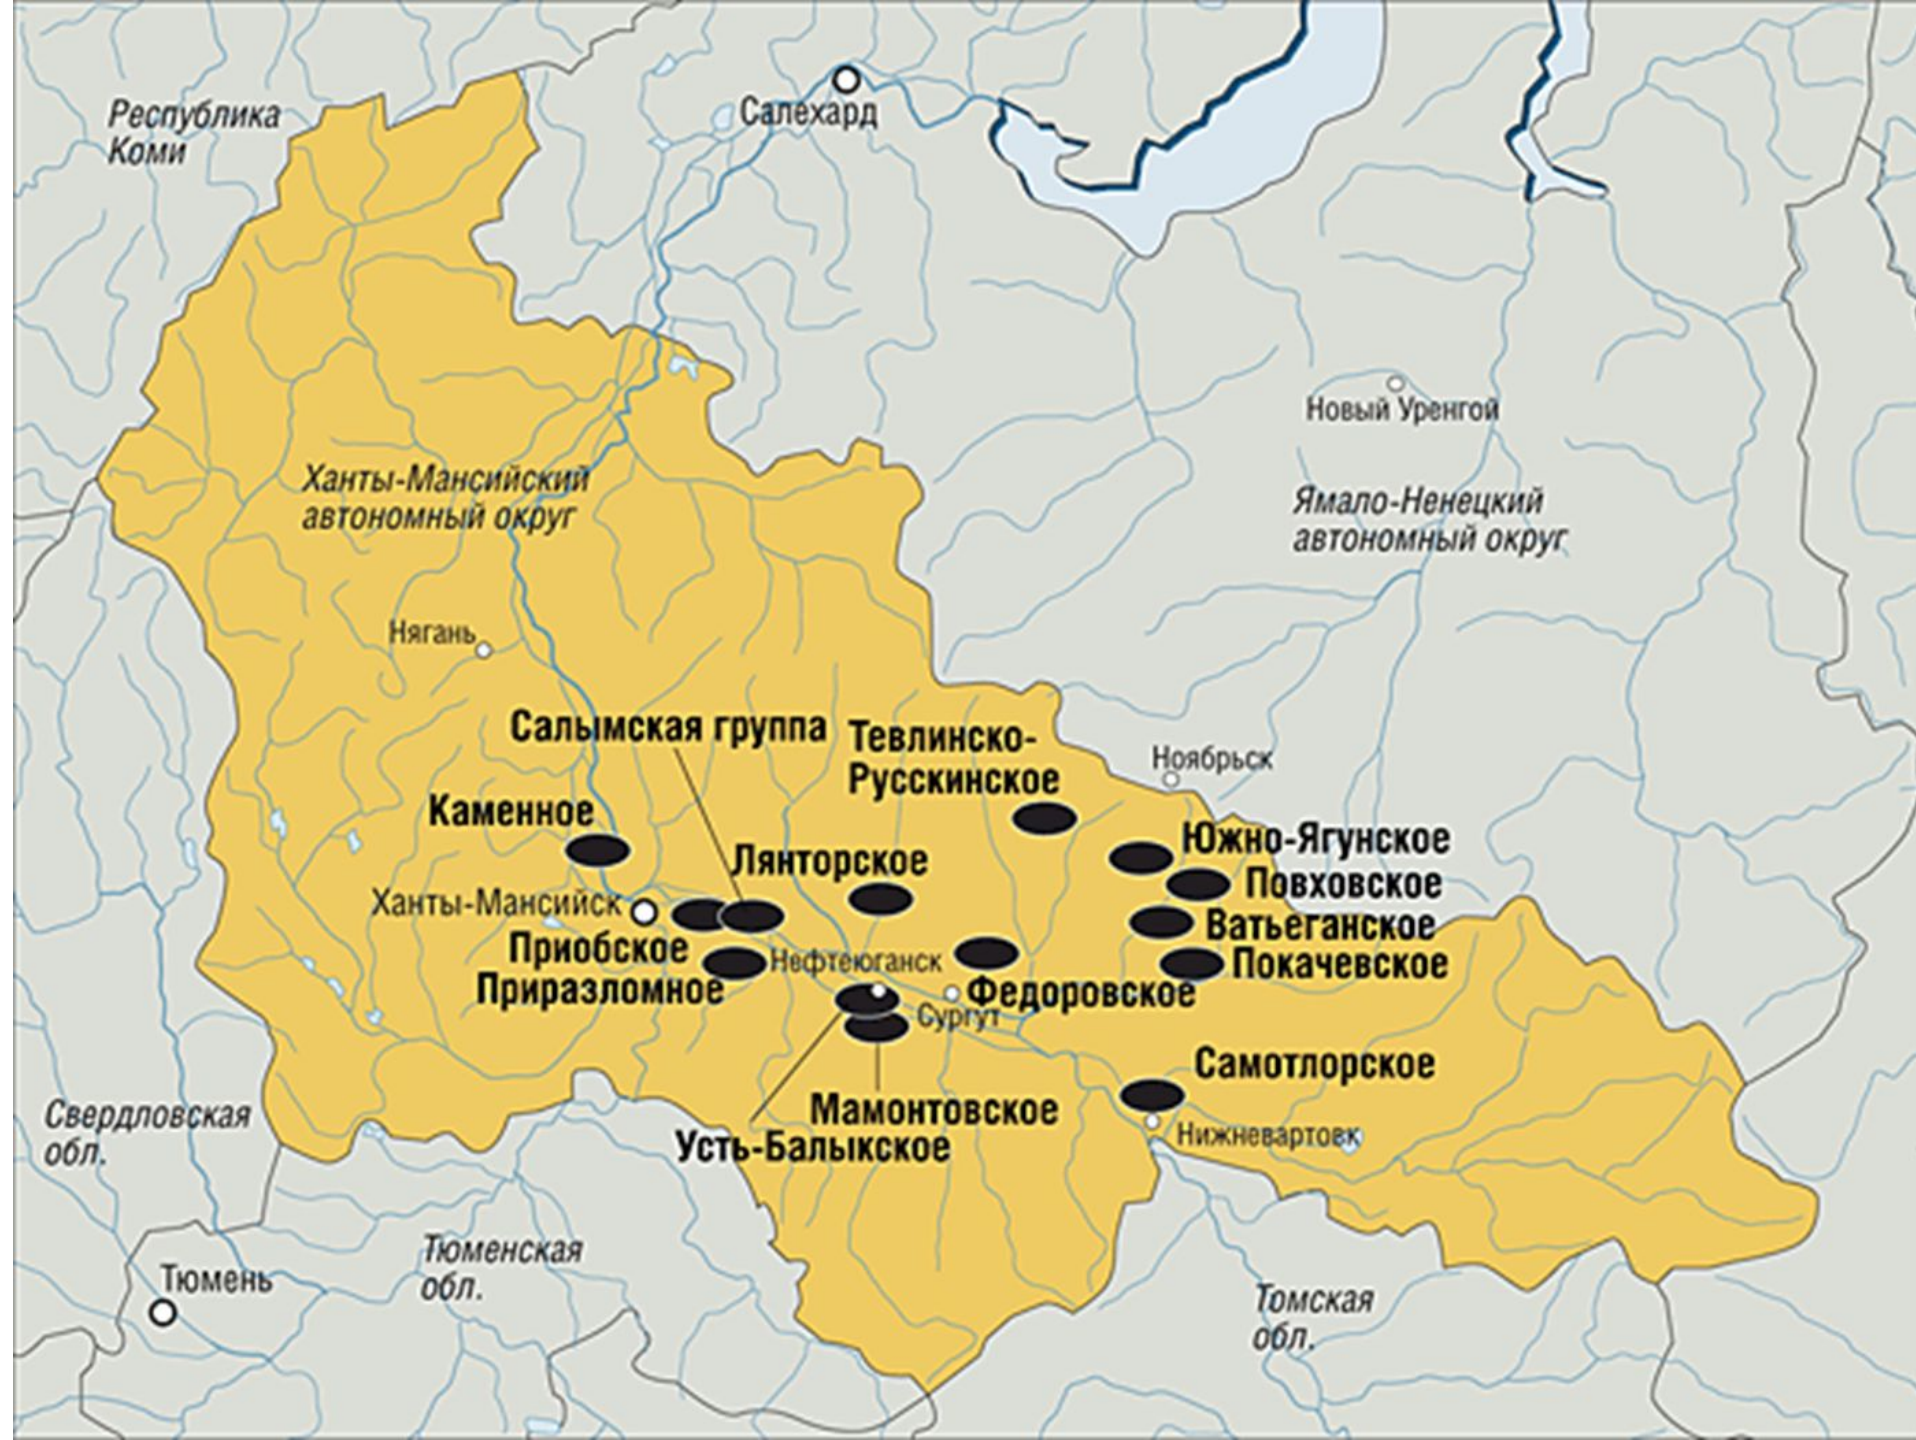 Республика
Коми
Салехард
Новый Уренгой
Ханты-Мансийский
автономный округ
Ямало-Ненецкий
автономный округ
Нягань
Салымская группа
Тевлинско-
Русскинское
Ноябрьск
Каменное
Южно-Ягунское
Лянторское
Повховское
Ханты-Мансийск
Ватьеганское
Приобское
Нефтеюганск
Покачевское
Приразломное
Федоровское
Сургут
Самотлорское
Мамонтовское
Свердловская
обл.
Усть-Балыкское
Нижневартовк
Тюменская
обл.
Тюмень
Томская
обл.